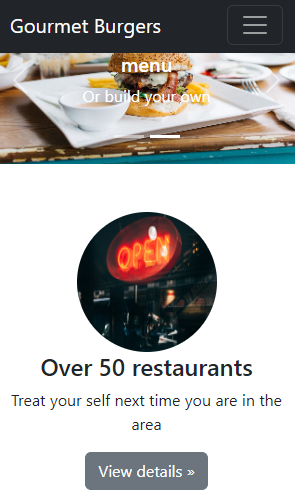 Gourmet Burgers
menu
Or build your own
OPEN
Over 50 restaurants
Treat your self next time you are in the
area
View details »